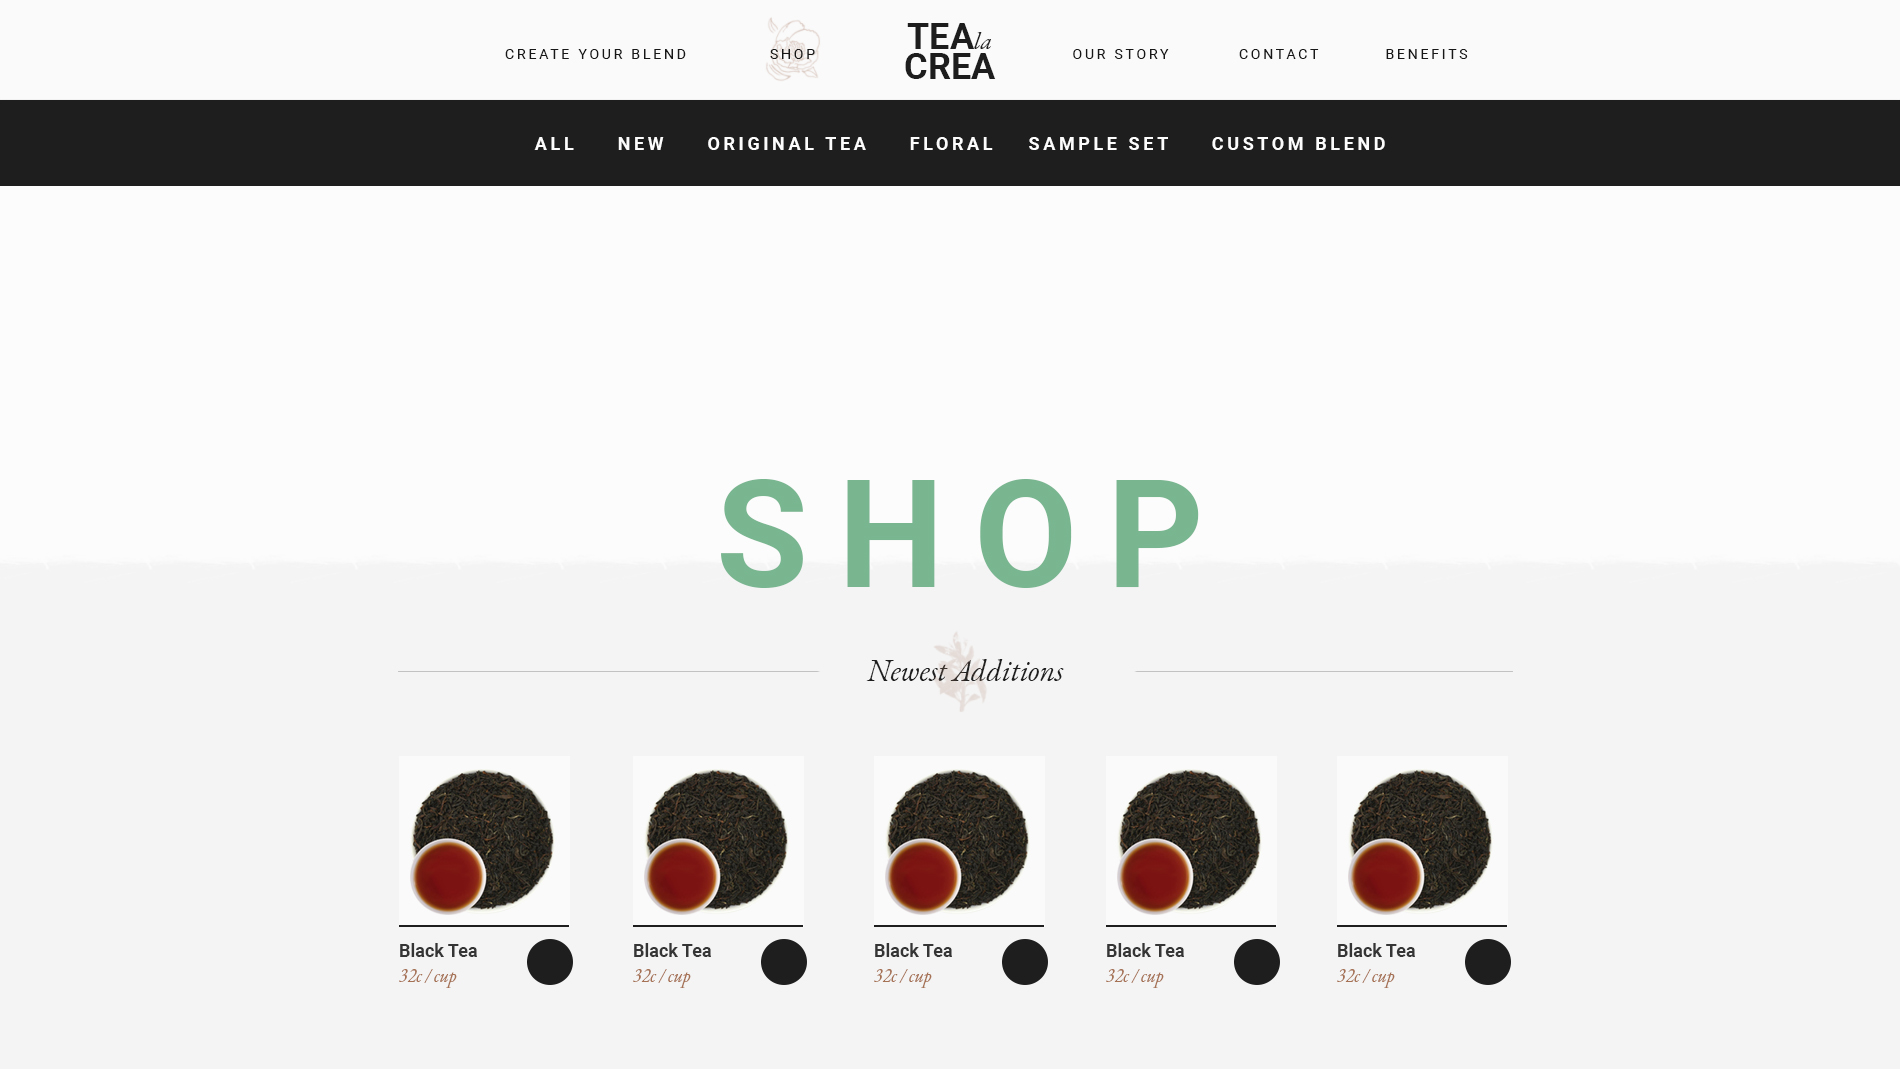 CREATE YOUR BLEND
SHOP
TEA la
CREA
OUR STORY
CONTACT
BENEFITS
ALL
NEW
ORIGINAL TEA
FLORAL
SAMPLE SET
CUSTOM BLEND
SHOP
Newest Additions
Black Tea
32c / cup
Black Tea
32c / cup
Black Tea
32c / cup
Black Tea
32c / cup
Black Tea
32c / cup